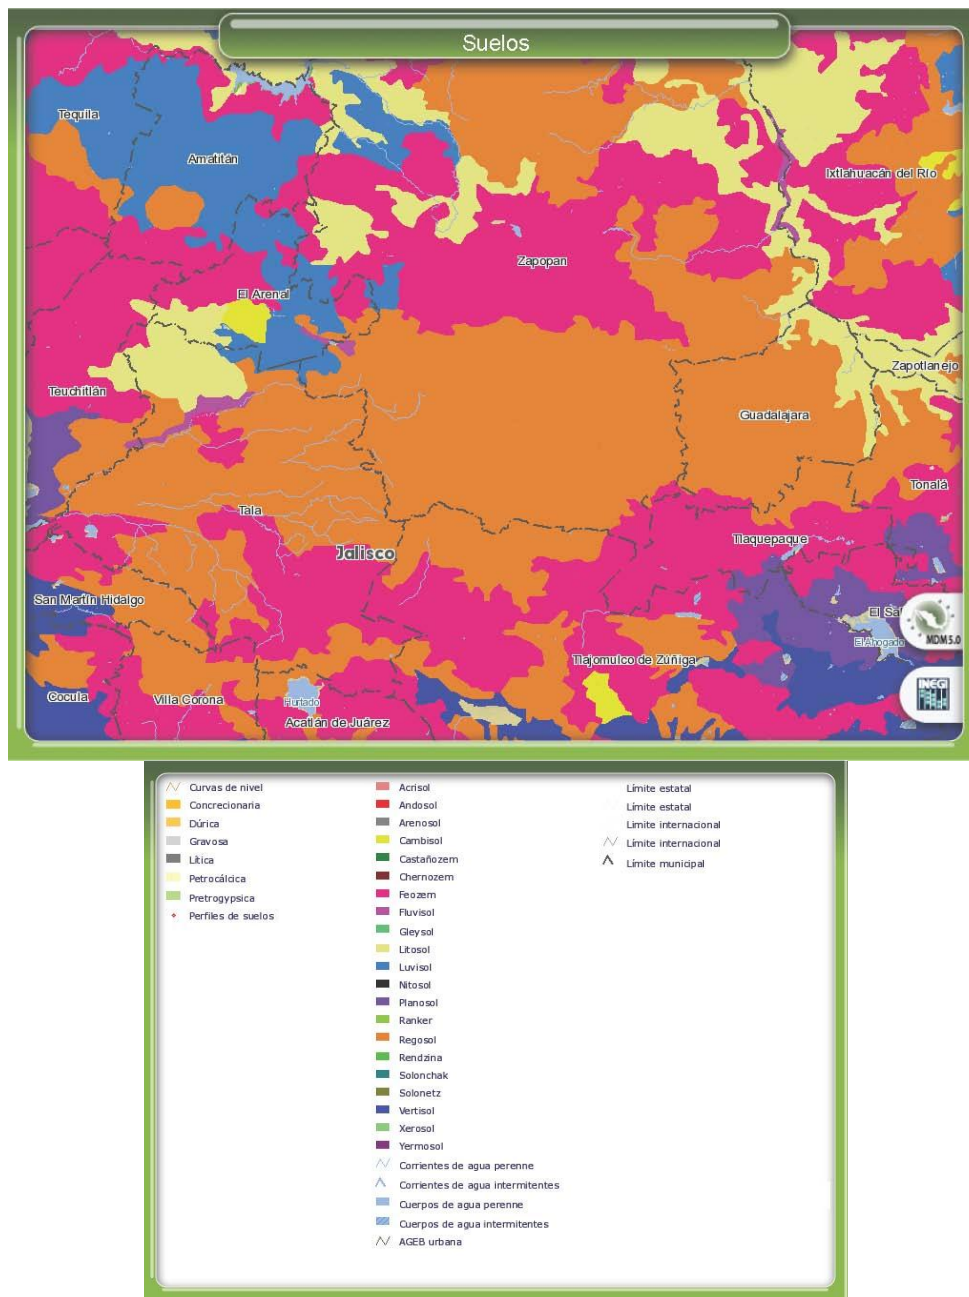 Suelos
Tequila
Amatitán
Ixtlahuacán del Río
Zapopan
El Arenal
Zapotlanejo
Teuchitlán
Guadalajara
Tonalá
Tala
Jalisco
Tlaquepaque
San Martín Hidalgo
El Sal
El Ahogado
MDM5.0
Tlajomulco de Zúñiga
INEGI
Cocula
Villa Corona
Hurtado
Acatlán de Juárez
Curvas de nivel
Concrecionaria
Dúrica
Gravosa
Lítica
Petrocálcica
Pretrogypsica
Perfiles de suelos
Acrisol
Andosol
Arenosol
Cambisol
Castañozem
Chernozem
Feozem
Fluvisol
Gleysol
Litosol
Luvisol
Nitosol
Planosol
Ranker
Regosol
Rendzina
Solonchak
Solonetz
Vertisol
Xerosol
Yermosol
Corrientes de agua perenne
Corrientes de agua intermitentes
Cuerpos de agua perenne
Cuerpos de agua intermitentes
AGEB urbana
Límite estatal
Límite estatal
Límite internacional
Límite internacional
Límite municipal